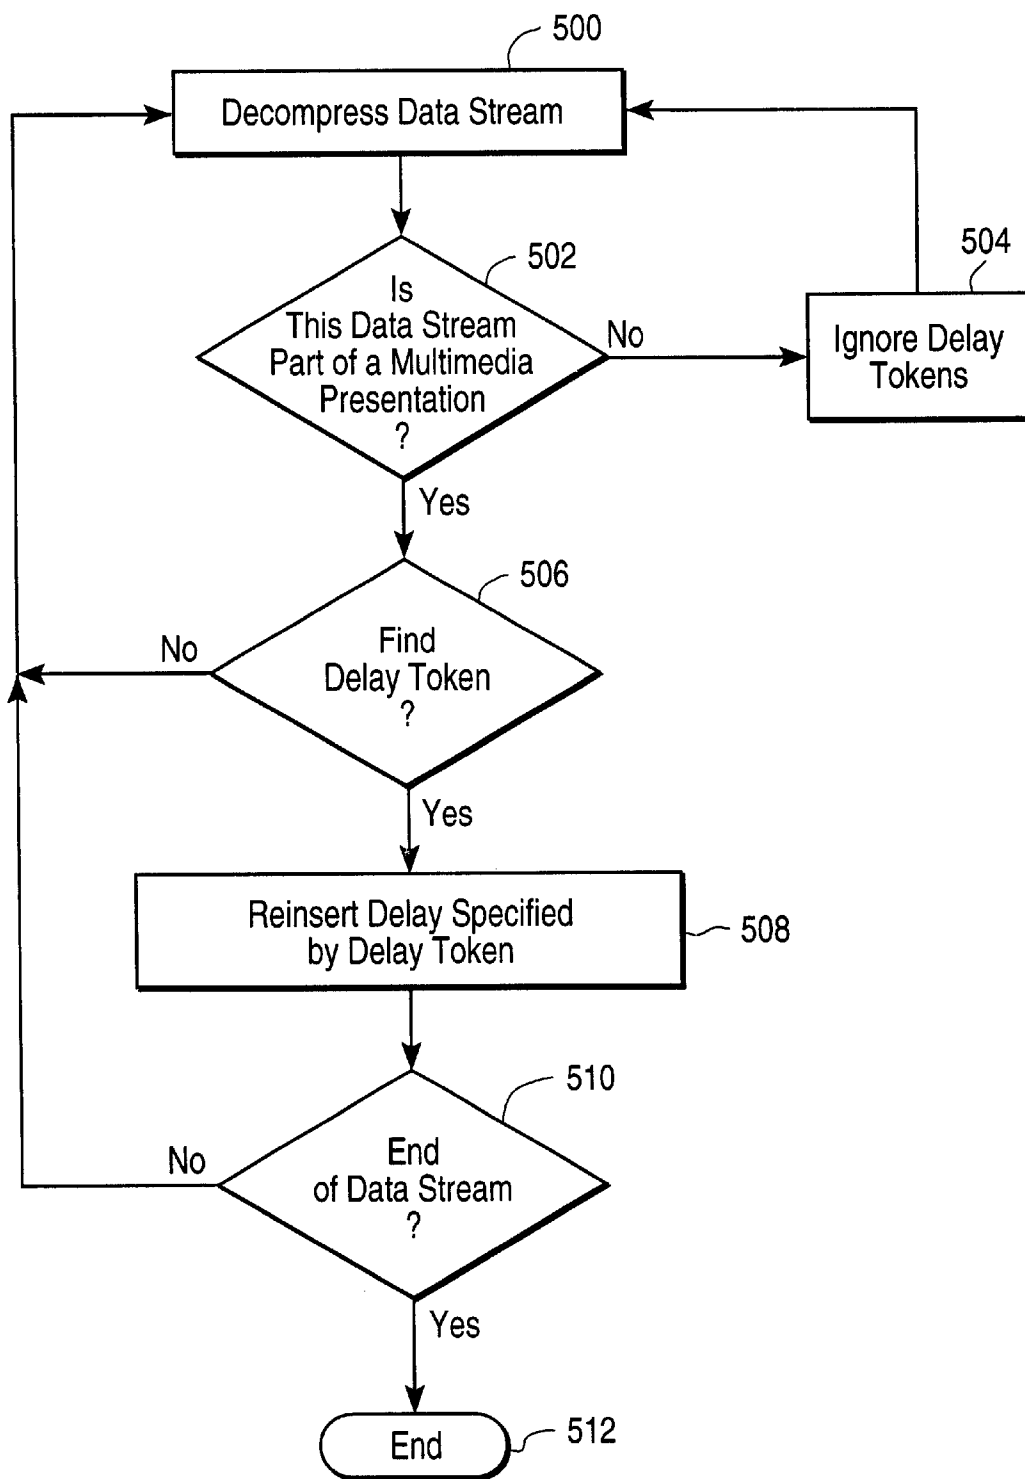 500
Decompress Data Stream
502
Is
This Data Stream
Part of a Multimedia
Presentation
?
No
504
Ignore Delay
Tokens
Yes
506
Find
Delay Token
?
No
Yes
Reinsert Delay Specified
by Delay Token
508
510
End
of Data Stream
?
No
Yes
End
512